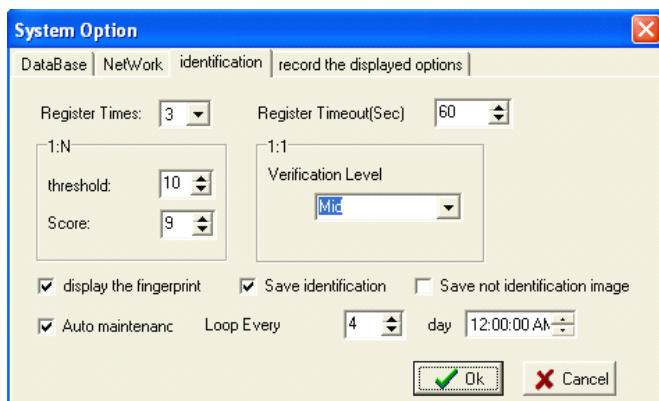 System Option
DataBase NetWork identification record the displayed options
Register Times: 3 Register Timeout(Sec) 60
1:N 1:1
threshold: 10 Verification Level
Mid
Score: 9
display the fingerprint Save identification Save not identification image
Auto maintenanc Loop Every 4 day 12:00:00 AM
Ok Cancel